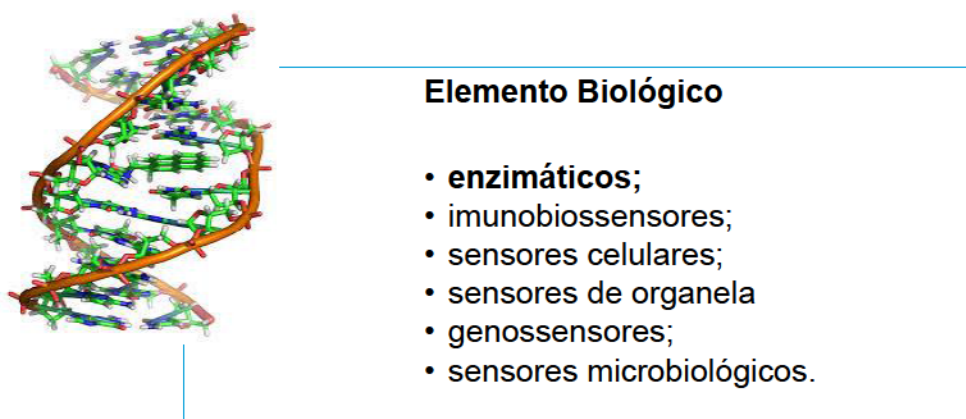 Elemento Biológico
• enzimáticos;
• imunobiossensores;
• sensores celulares;
• sensores de organela
• genossensores;
• sensores microbiológicos.